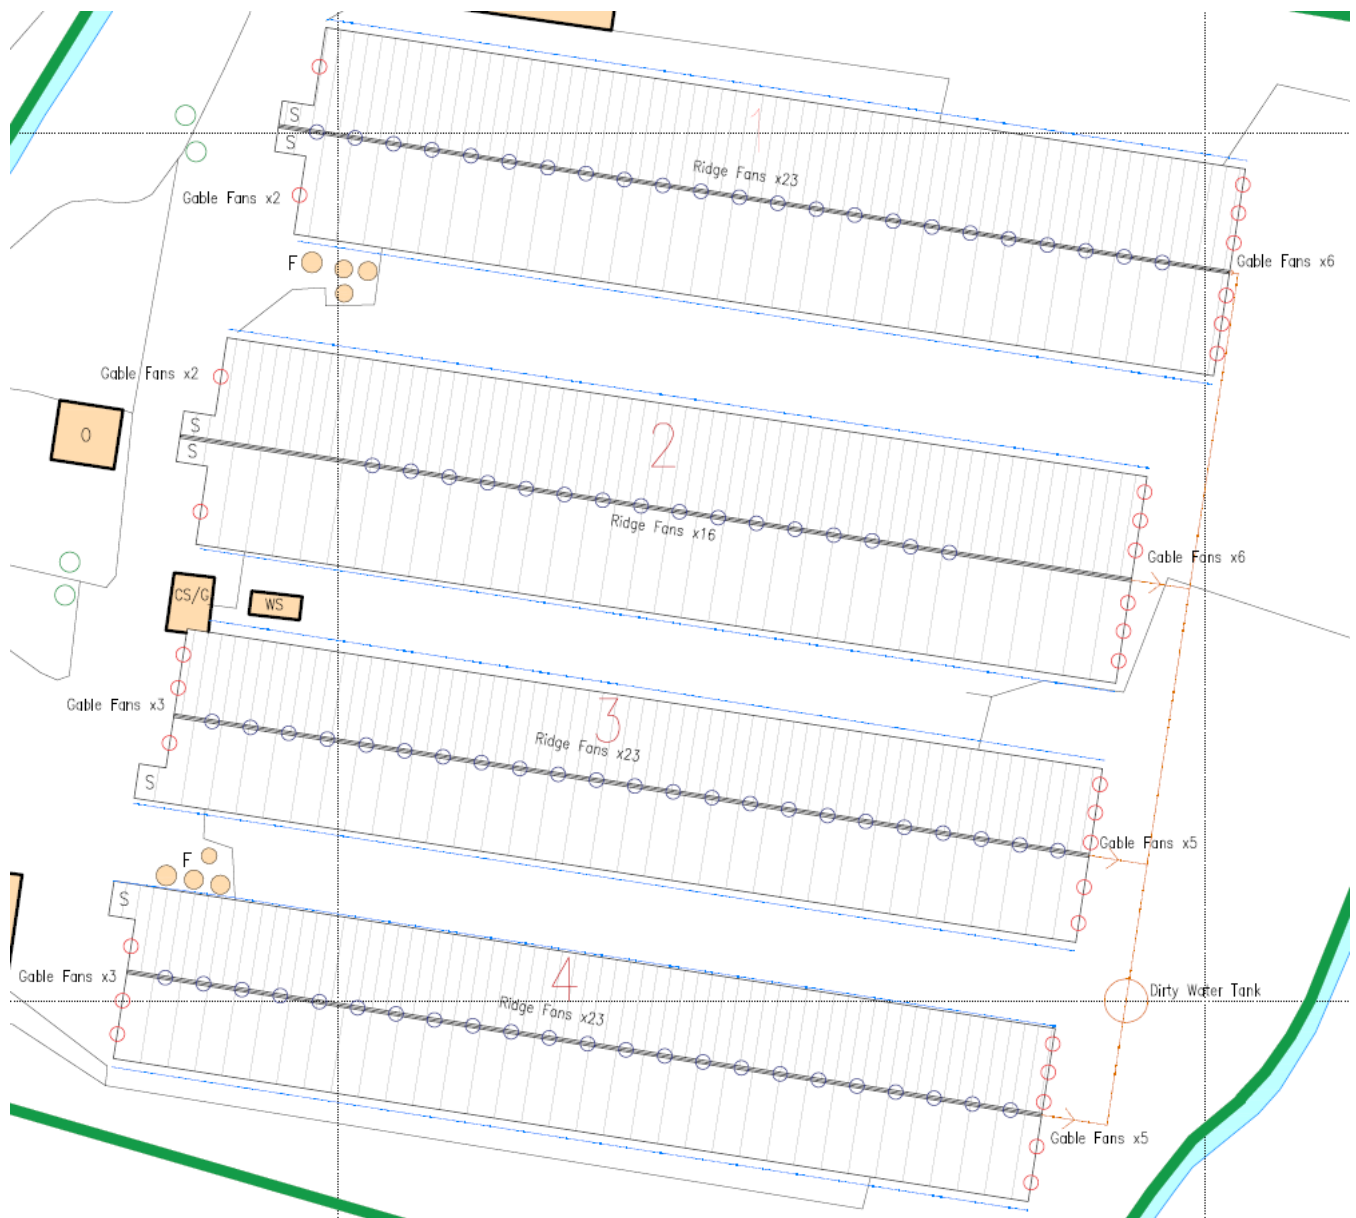 1
S
S
Ridge Fans x23
Gable Fans x2
F
Gable Fans x6
Gable Fans x2
S
S
2
O
Ridge Fans x16
Gable Fans x6
CS/G
WS
Gable Fans x3
3
Ridge Fans x23
S
Gable Fans x5
F
S
Gable Fans x3
4
Ridge Fans x23
Dirty Water Tank
Gable Fans x5